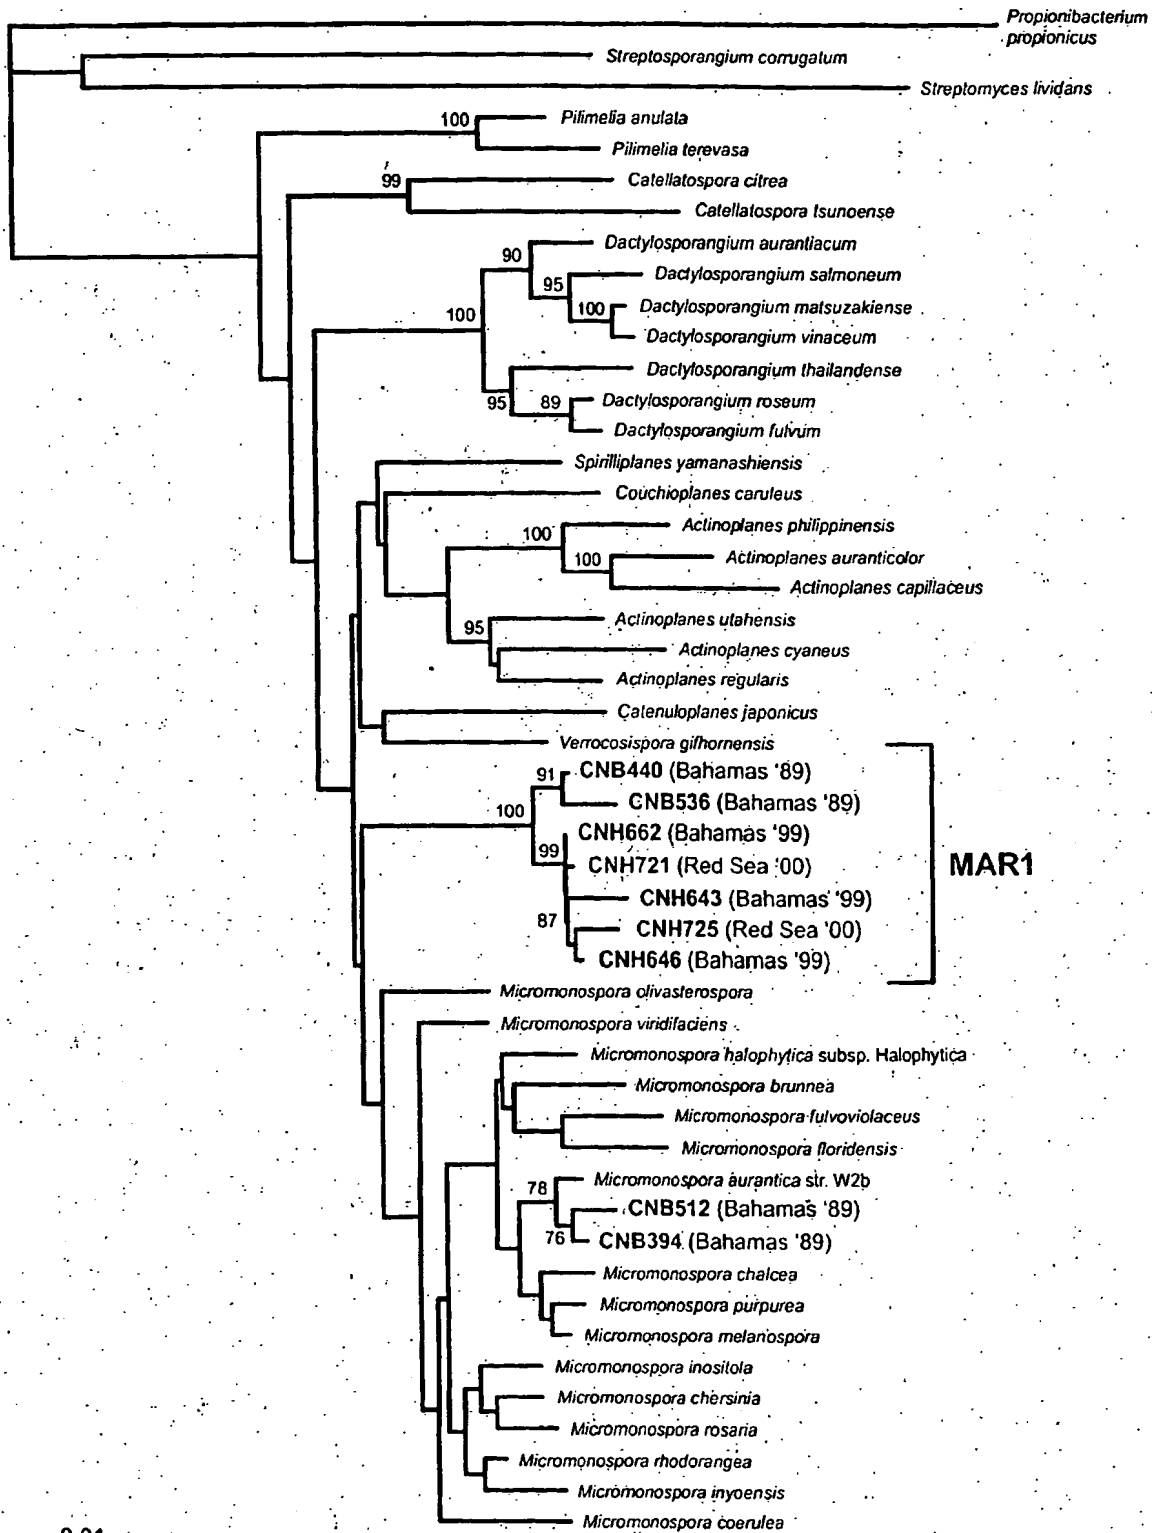 Propionibacterium
propionicus
Streptosporangium corrugatum
Streptomyces lividans
100
Pilimelia anulata
Pilimelia terevasa
99
Catellatospora citrea
Catellatospora tsunoense
90
Dactylosporangium aurantiacum
95
Dactylosporangium salmoneum
100
Dactylosporangium matsuzakiense
100
Dactylosporangium vinaceum
Dactylosporangium thailandense
95
89
Dactylosporangium roseum
Dactylosporangium fulvum
Spirilliplanes yamanashiensis
Couchioplanes caruleus
100
Actinoplanes philippinensis
100
Actinoplanes auranticolor
Actinoplanes capillaceus
95
Actinoplanes utahensis
Actinoplanes cyaneus
Actinoplanes regularis
Catenuloplanes japonicus
Verrocosispora gifhornensis
91
CNB440 (Bahamas '89)
100
CNB536 (Bahamas '89)
CNH662 (Bahamas '99)
99
CNH721 (Red Sea '00)
MAR1
CNH643 (Bahamas '99)
87
CNH725 (Red Sea '00)
CNH646 (Bahamas '99)
Micromonospora olivasterospora
Micromonospora viridifaciens
Micromonospora halophytica subsp. Halophytica
Micromonospora brunnea
Micromonospora fulvoviolaceus
Micromonospora floridensis
78
Micromonospora aurantica str. W2b
CNB512 (Bahamas '89)
76
CNB394 (Bahamas '89)
Micromonospora chalcea
Micromonospora purpurea
Micromonospora melanospora
Micromonospora inositola
Micromonospora chersinia
Micromonospora rosaria
Micromonospora rhodorangea
Micromonospora inyoensis
Micromonospora coerulea